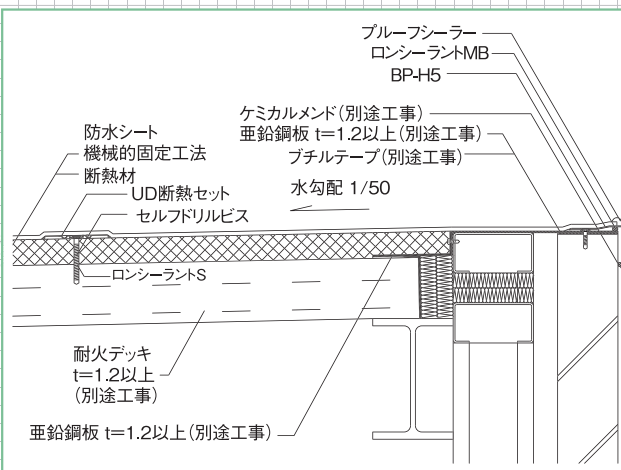 プルーフシーラー
ロンシーラントMB
BP-H5
ケミカルメンド(別途工事)
亜鉛鋼板 t=1.2以上(別途工事)
ブチルテープ(別途工事)
防水シート
機械的固定工法
断熱材
UD断熱セット
セルフドリルビス
水勾配 1/50
ロンシーラントS
耐火デッキ
t=1.2以上
(別途工事)
亜鉛鋼板 t=1.2以上(別途工事)